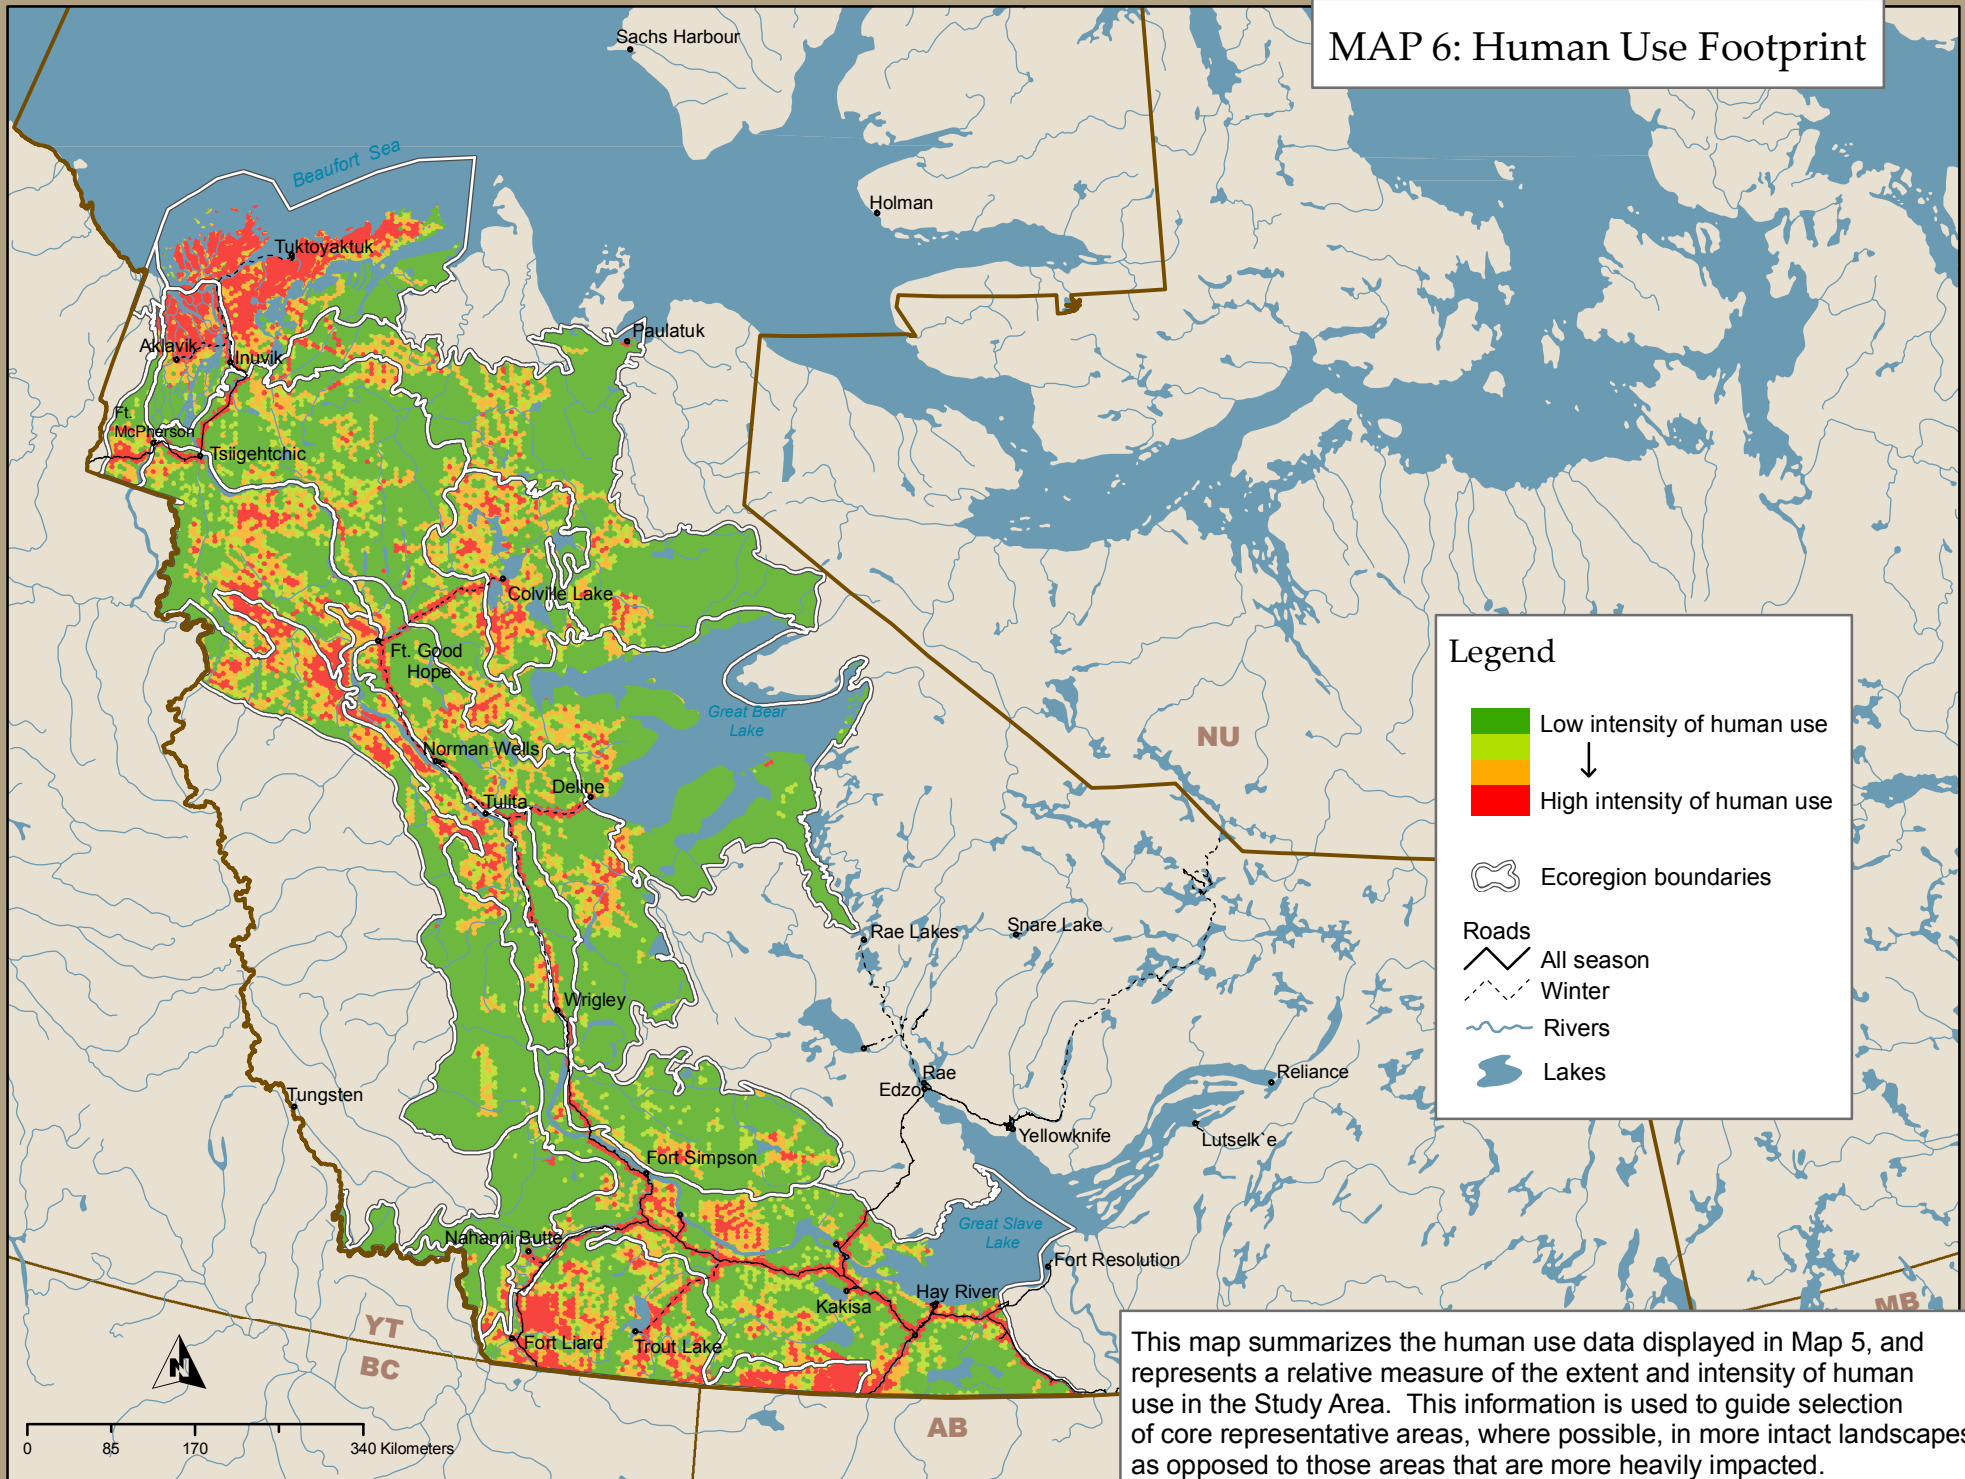 MAP 6: Human Use Footprint
Sachs Harbour
Beaufort Sea
Holman
Tuktoyaktuk
Paulatuk
Aklavik
Inuvik
Ft.
McPherson
Tsiigehtchic
Colville Lake
Ft. Good
Hope
Great Bear
Lake
NU
Norman Wells
Deline
Tulita
Rae Lakes
Snare Lake
Wrigley
Tungsten
Rae
Edzo
Reliance
Yellowknife
Lutselk`e
Fort Simpson
Great Slave
Lake
Nahanni Butte
Fort Resolution
Hay River
Kakisa
Fort Liard
Trout Lake
YT
BC
AB
MB
N
0 85 170 340 Kilometers
Legend
Low intensity of human use
High intensity of human use
Ecoregion boundaries
Roads
All season
Winter
Rivers
Lakes
This map summarizes the human use data displayed in Map 5, and
represents a relative measure of the extent and intensity of human
use in the Study Area. This information is used to guide selection
of core representative areas, where possible, in more intact landscapes
as opposed to those areas that are more heavily impacted.